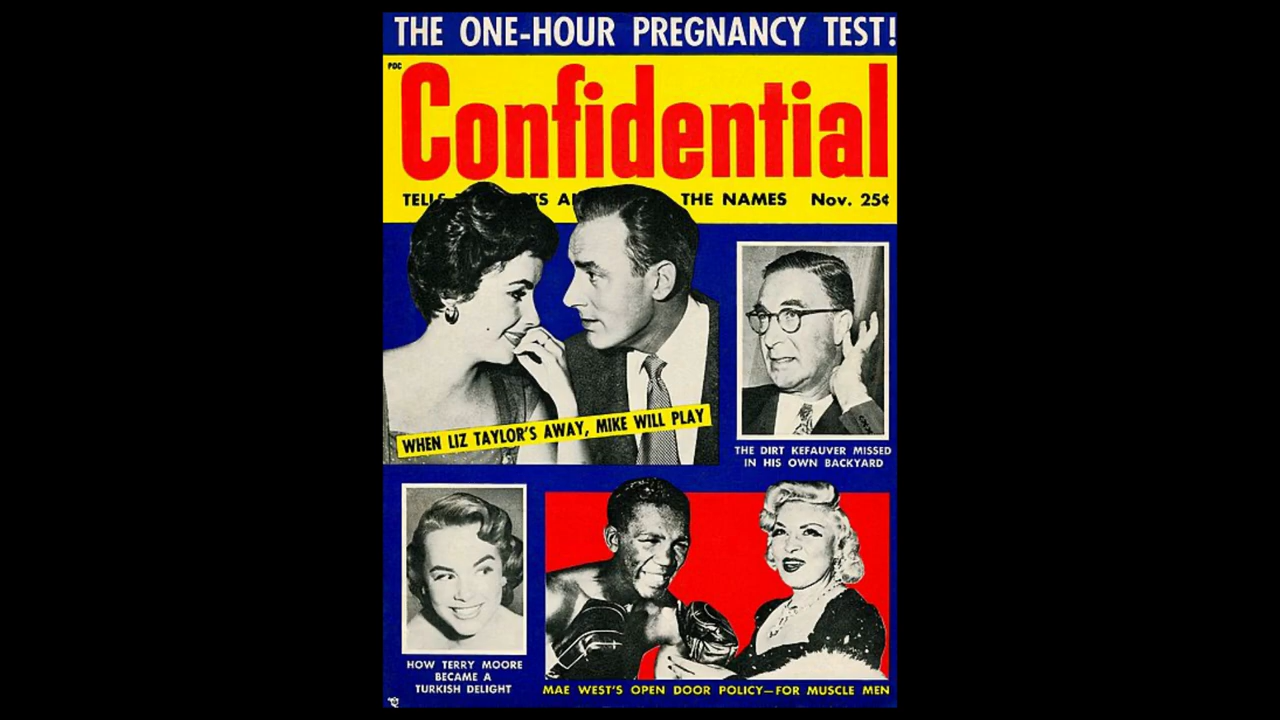 THE ONE-HOUR PREGNANCY TEST!
PDC
Confidential
TELLS THE NAMES Nov. 25¢
WHEN LIZ TAYLOR'S AWAY, MIKE WILL PLAY
THE DIRT KEFAUVER MISSED
IN HIS OWN BACKYARD
HOW TERRY MOORE
BECAME A
TURKISH DELIGHT
MAE WEST'S OPEN DOOR POLICY—FOR MUSCLE MEN